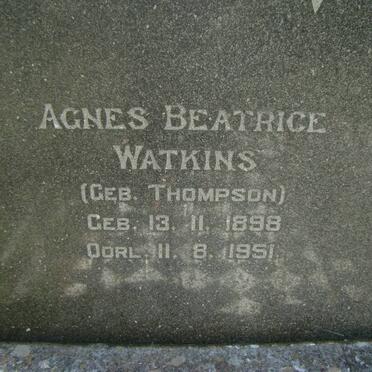 AGNES BEATRICE
WATKINS
(GEB. THOMPSON)
GEB. 13. 11. 1898
OORL. 11. 8. 1951.